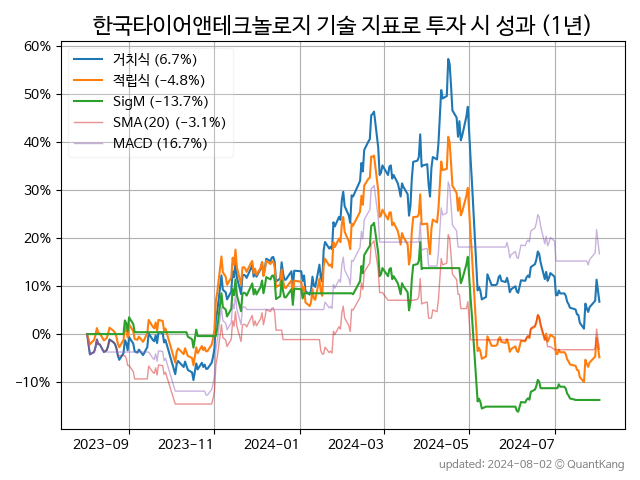 한국타이어앤테크놀로지 기술 지표로 투자 시 성과 (1년)
60%
50%
40%
30%
20%
10%
0%
−10%
거치식 (6.7%)
적립식 (−4.8%)
SigM (−13.7%)
SMA(20) (−3.1%)
MACD (16.7%)
2023-09 2023-11 2024-01 2024-03 2024-05 2024-07
updated: 2024-08-02 © QuantKang